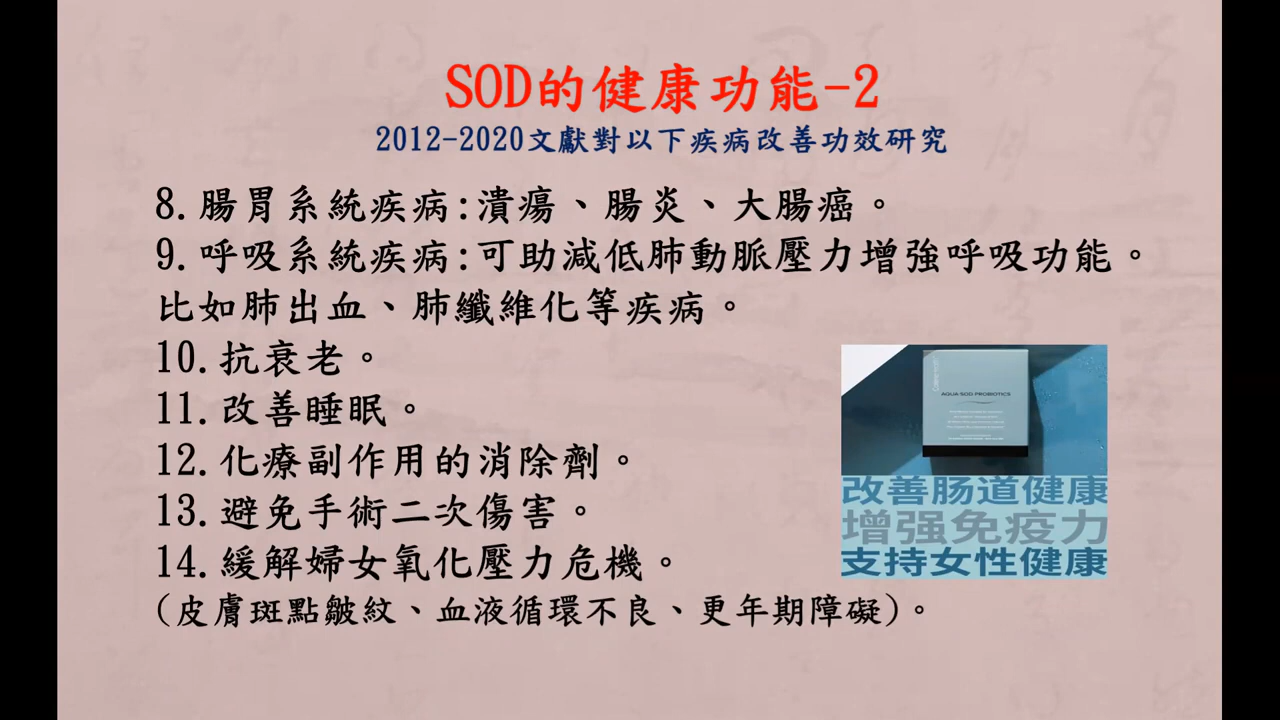 SOD的健康功能-2
2012-2020文獻對以下疾病改善功效研究
8.腸胃系統疾病:潰瘍、腸炎、大腸癌。
9.呼吸系統疾病:可助減低肺動脈壓力增強呼吸功能。
比如肺出血、肺纖維化等疾病。
10.抗衰老。
11.改善睡眠。
12.化療副作用的消除劑。
13.避免手術二次傷害。
14.緩解婦女氧化壓力危機。
(皮膚斑點皺紋、血液循環不良、更年期障礙)。
AQUA·SOD PROBIOTICS
改善肠道健康
增强免疫力
支持女性健康